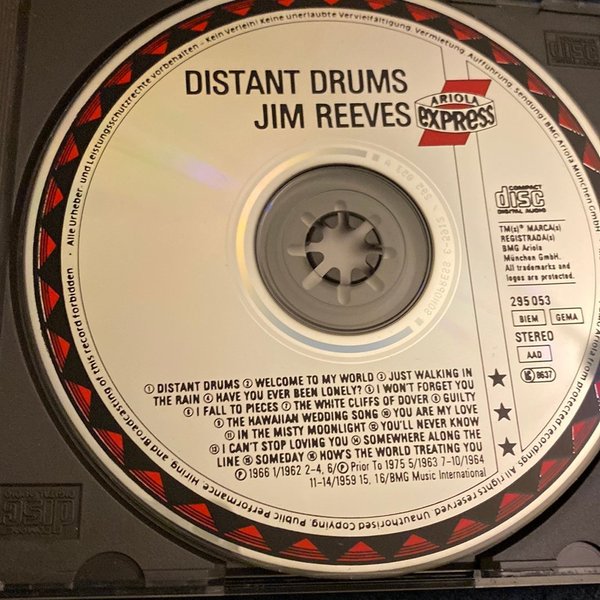 DISTANT DRUMS
JIM REEVES
ARIOLA
EXPRESS
COMPACT
disc
DIGITAL AUDIO
TM(s)® MARCA(s)
REGISTRADA(s)
BMG Ariola
München GmbH.
All trademarks and
logos are protected.
295 053
BIEM GEMA
STEREO
AAD
LC 8637
① DISTANT DRUMS ② WELCOME TO MY WORLD ③ JUST WALKING IN
THE RAIN ④ HAVE YOU EVER BEEN LONELY? ⑤ I WON'T FORGET YOU
⑥ I FALL TO PIECES ⑦ THE WHITE CLIFFS OF DOVER ⑧ GUILTY
⑨ THE HAWAIIAN WEDDING SONG ⑩ YOU ARE MY LOVE
⑪ IN THE MISTY MOONLIGHT ⑫ YOU'LL NEVER KNOW
⑬ I CAN'T STOP LOVING YOU ⑭ SOMEWHERE ALONG THE
LINE ⑮ SOMEDAY ⑯ HOW'S THE WORLD TREATING YOU
Ⓟ 1966 1/1962 2-4, 6/Ⓟ Prior To 1975 5/1963 7-10/1964
11-14/1959 15, 16/BMG Music International
Alle Urheber- und Leistungsschutzrechte vorbehalten - Kein Verleih! Keine unerlaubte Vervielfältigung, Vermietung, Aufführung, Sendung! BMG Ariola München GmbH
All rights reserved. Unauthorised Copying, Public Performance, Hiring and Broadcasting of this record forbidden